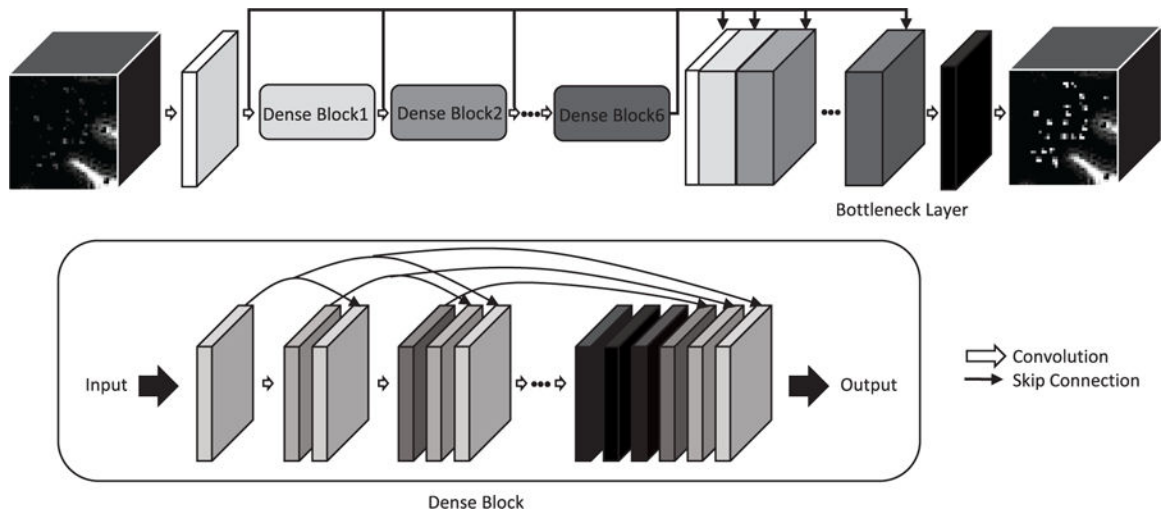 Dense Block1
Dense Block2
Dense Block6
Bottleneck Layer
Input
Output
Convolution
Skip Connection
Dense Block